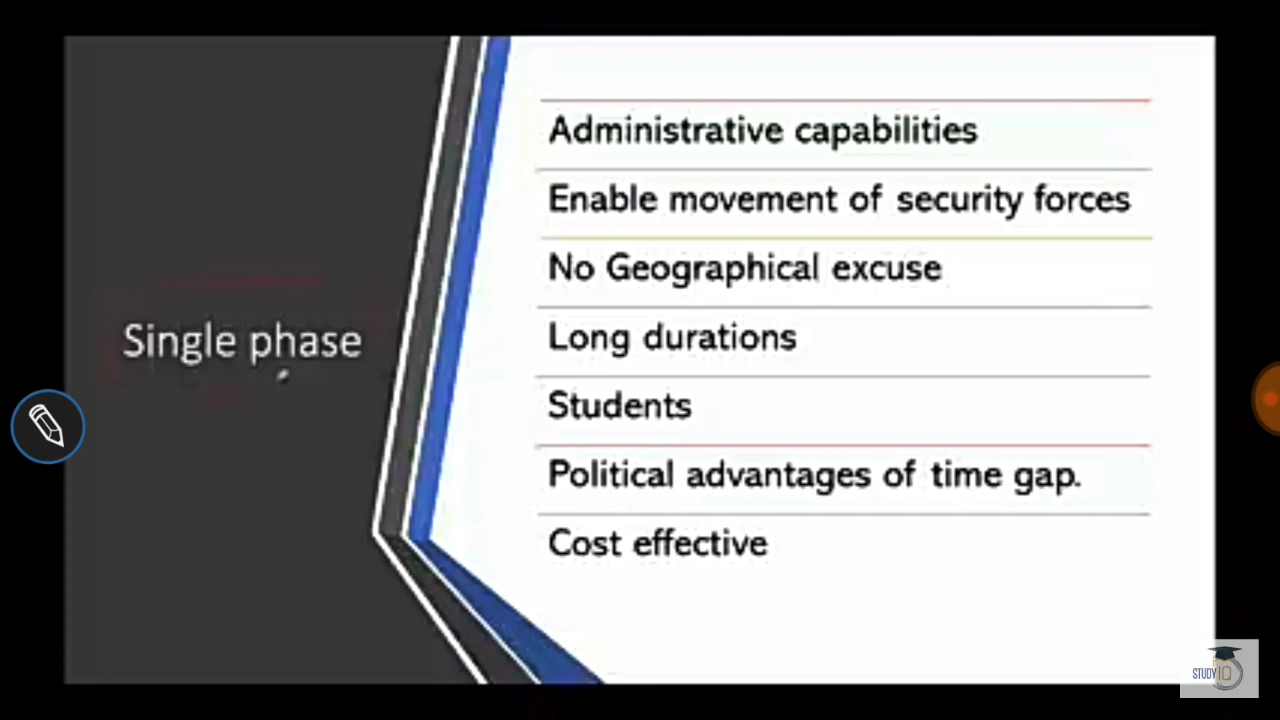 Single phase
Administrative capabilities
Enable movement of security forces
No Geographical excuse
Long durations
Students
Political advantages of time gap.
Cost effective
STUDY IQ